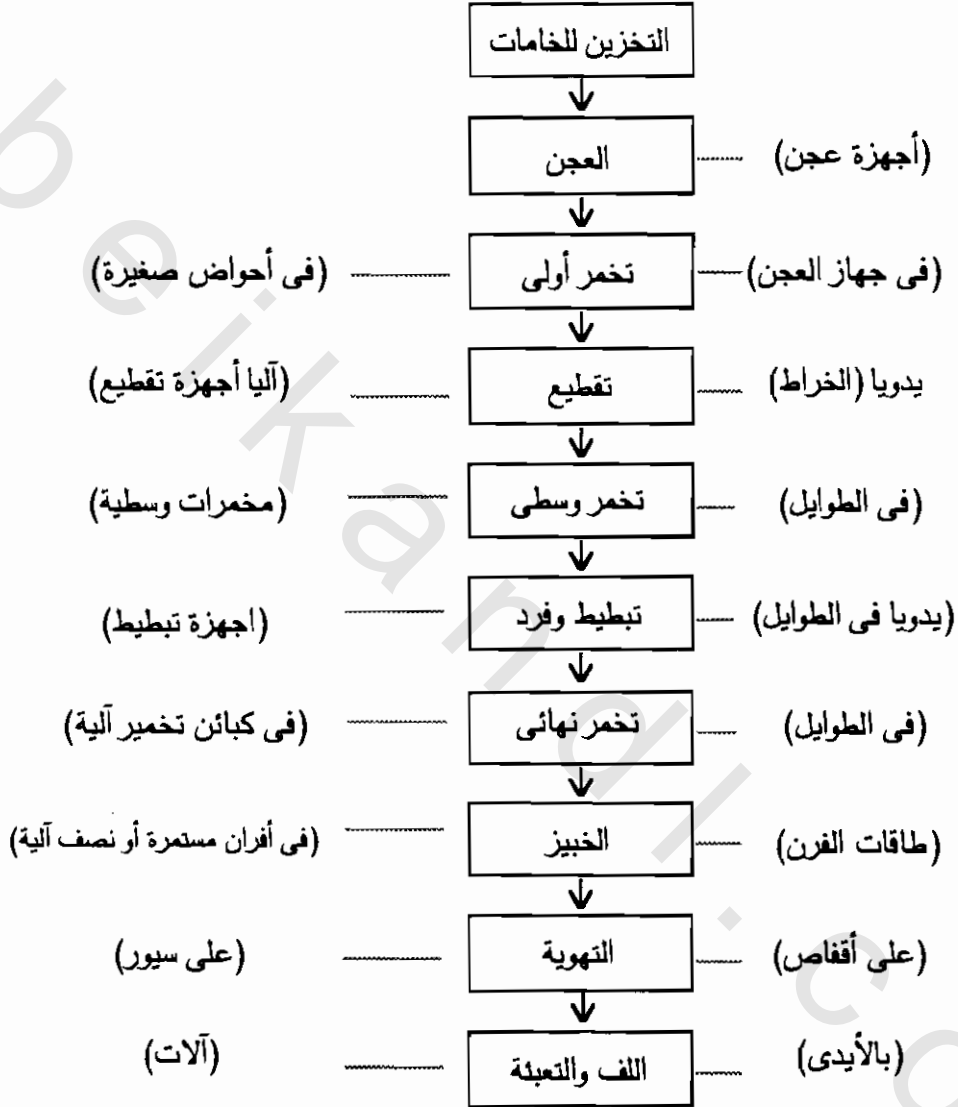 التخزين للخامات
العجن
(أجهزة عجن)
(فى جهاز العجن)
تخمر أولى
(فى أحواض صغيرة)
يدويا (الخراط)
تقطيع
(آليا أجهزة تقطيع)
(فى الطوايل)
تخمر وسطى
(مخمرات وسطية)
(يدويا فى الطوايل)
تبطيط وفرد
(اجهزة تبطيط)
(فى الطوايل)
تخمر نهائى
(فى كبائن تخمير آلية)
(طاقات الفرن)
الخبيز
(فى أفران مستمرة أو نصف آلية)
(على أقفاص)
التهوية
(على سيور)
(بالأيدى)
اللف والتعبئة
(آلات)
beikandl.co